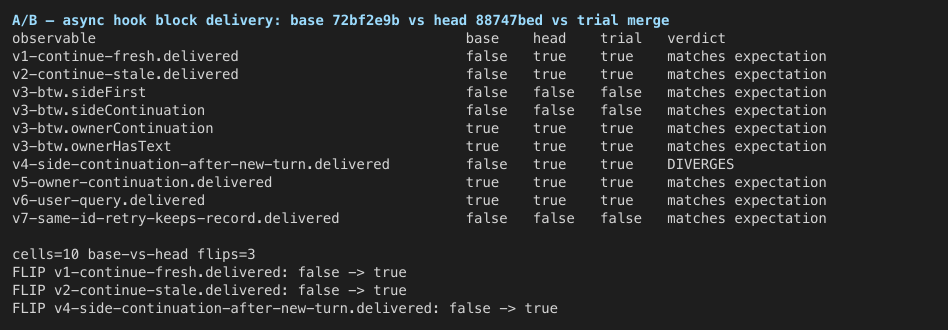 A/B — async hook block delivery: base 72bf2e9b vs head 88747bed vs trial merge
observable base head trial verdict
v1-continue-fresh.delivered false true true matches expectation
v2-continue-stale.delivered false true true matches expectation
v3-btw.sideFirst false false false matches expectation
v3-btw.sideContinuation false false false matches expectation
v3-btw.ownerContinuation true true true matches expectation
v3-btw.ownerHasText true true true matches expectation
v4-side-continuation-after-new-turn.delivered false true true DIVERGES
v5-owner-continuation.delivered true true true matches expectation
v6-user-query.delivered true true true matches expectation
v7-same-id-retry-keeps-record.delivered false false false matches expectation
cells=10 base-vs-head flips=3
FLIP v1-continue-fresh.delivered: false -> true
FLIP v2-continue-stale.delivered: false -> true
FLIP v4-side-continuation-after-new-turn.delivered: false -> true